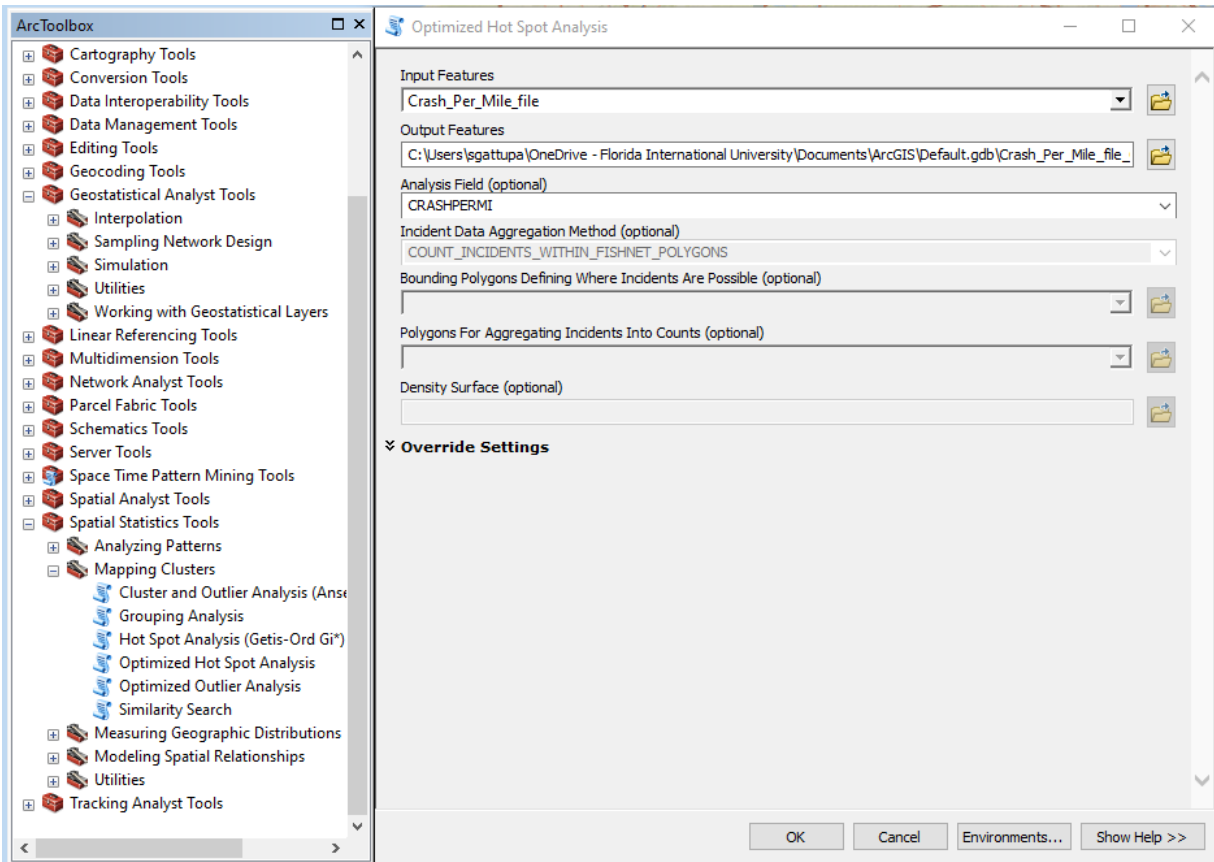 ArcToolbox
Cartography Tools
Conversion Tools
Data Interoperability Tools
Data Management Tools
Editing Tools
Geocoding Tools
Geostatistical Analyst Tools
Interpolation
Sampling Network Design
Simulation
Utilities
Working with Geostatistical Layers
Linear Referencing Tools
Multidimension Tools
Network Analyst Tools
Parcel Fabric Tools
Schematics Tools
Server Tools
Space Time Pattern Mining Tools
Spatial Analyst Tools
Spatial Statistics Tools
Analyzing Patterns
Mapping Clusters
Cluster and Outlier Analysis (Anse
Grouping Analysis
Hot Spot Analysis (Getis-Ord Gi*)
Optimized Hot Spot Analysis
Optimized Outlier Analysis
Similarity Search
Measuring Geographic Distributions
Modeling Spatial Relationships
Utilities
Tracking Analyst Tools
Optimized Hot Spot Analysis
Input Features
Crash_Per_Mile_file
Output Features
C:\Users\sgattupa\OneDrive - Florida International University\Documents\ArcGIS\Default.gdb\Crash_Per_Mile_file_
Analysis Field (optional)
CRASHPERMI
Incident Data Aggregation Method (optional)
COUNT_INCIDENTS_WITHIN_FISHNET_POLYGONS
Bounding Polygons Defining Where Incidents Are Possible (optional)
Polygons For Aggregating Incidents Into Counts (optional)
Density Surface (optional)
Override Settings
OK
Cancel
Environments...
Show Help >>